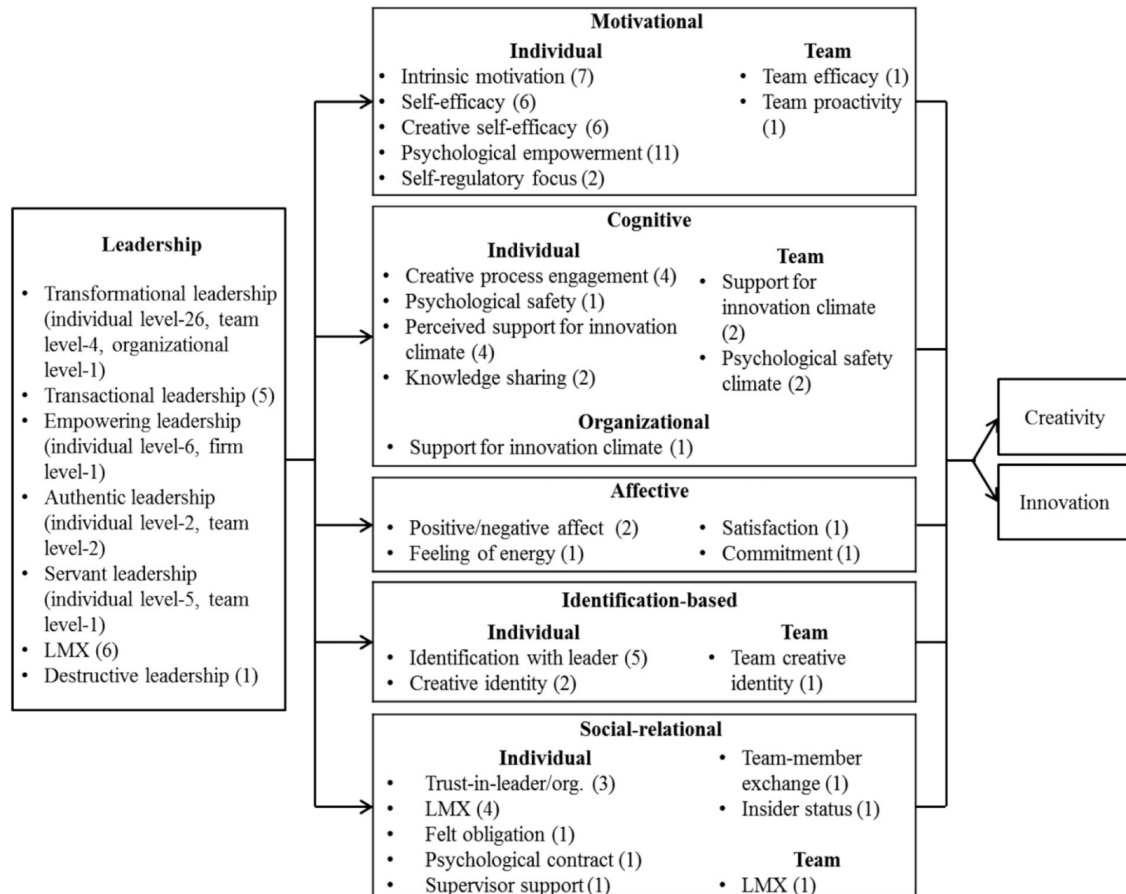 Leadership
• Transformational leadership
(individual level-26, team
level-4, organizational
level-1)
• Transactional leadership (5)
• Empowering leadership
(individual level-6, firm
level-1)
• Authentic leadership
(individual level-2, team
level-2)
• Servant leadership
(individual level-5, team
level-1)
• LMX (6)
• Destructive leadership (1)
Motivational
Individual
• Intrinsic motivation (7)
• Self-efficacy (6)
• Creative self-efficacy (6)
• Psychological empowerment (11)
• Self-regulatory focus (2)
Team
• Team efficacy (1)
• Team proactivity
(1)
Cognitive
Individual
• Creative process engagement (4)
• Psychological safety (1)
• Perceived support for innovation
climate (4)
• Knowledge sharing (2)
Team
• Support for
innovation climate
(2)
• Psychological safety
climate (2)
Organizational
• Support for innovation climate (1)
Affective
• Positive/negative affect (2)
• Feeling of energy (1)
• Satisfaction (1)
• Commitment (1)
Identification-based
Individual
• Identification with leader (5)
• Creative identity (2)
Team
• Team creative
identity (1)
Social-relational
Individual
• Trust-in-leader/org. (3)
• LMX (4)
• Felt obligation (1)
• Psychological contract (1)
• Supervisor support (1)
• Team-member
exchange (1)
• Insider status (1)
Team
• LMX (1)
Creativity
Innovation